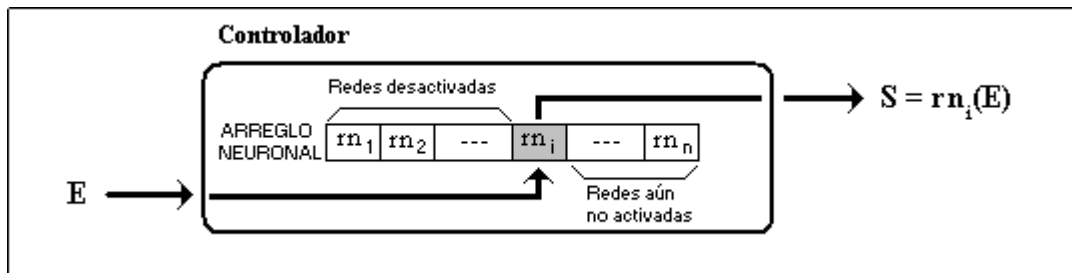 Controlador
Redes desactivadas
ARREGLO
NEURONAL
rn1 rn2 --- rni --- rnn
S = rni(E)
E
Redes aún
no activadas